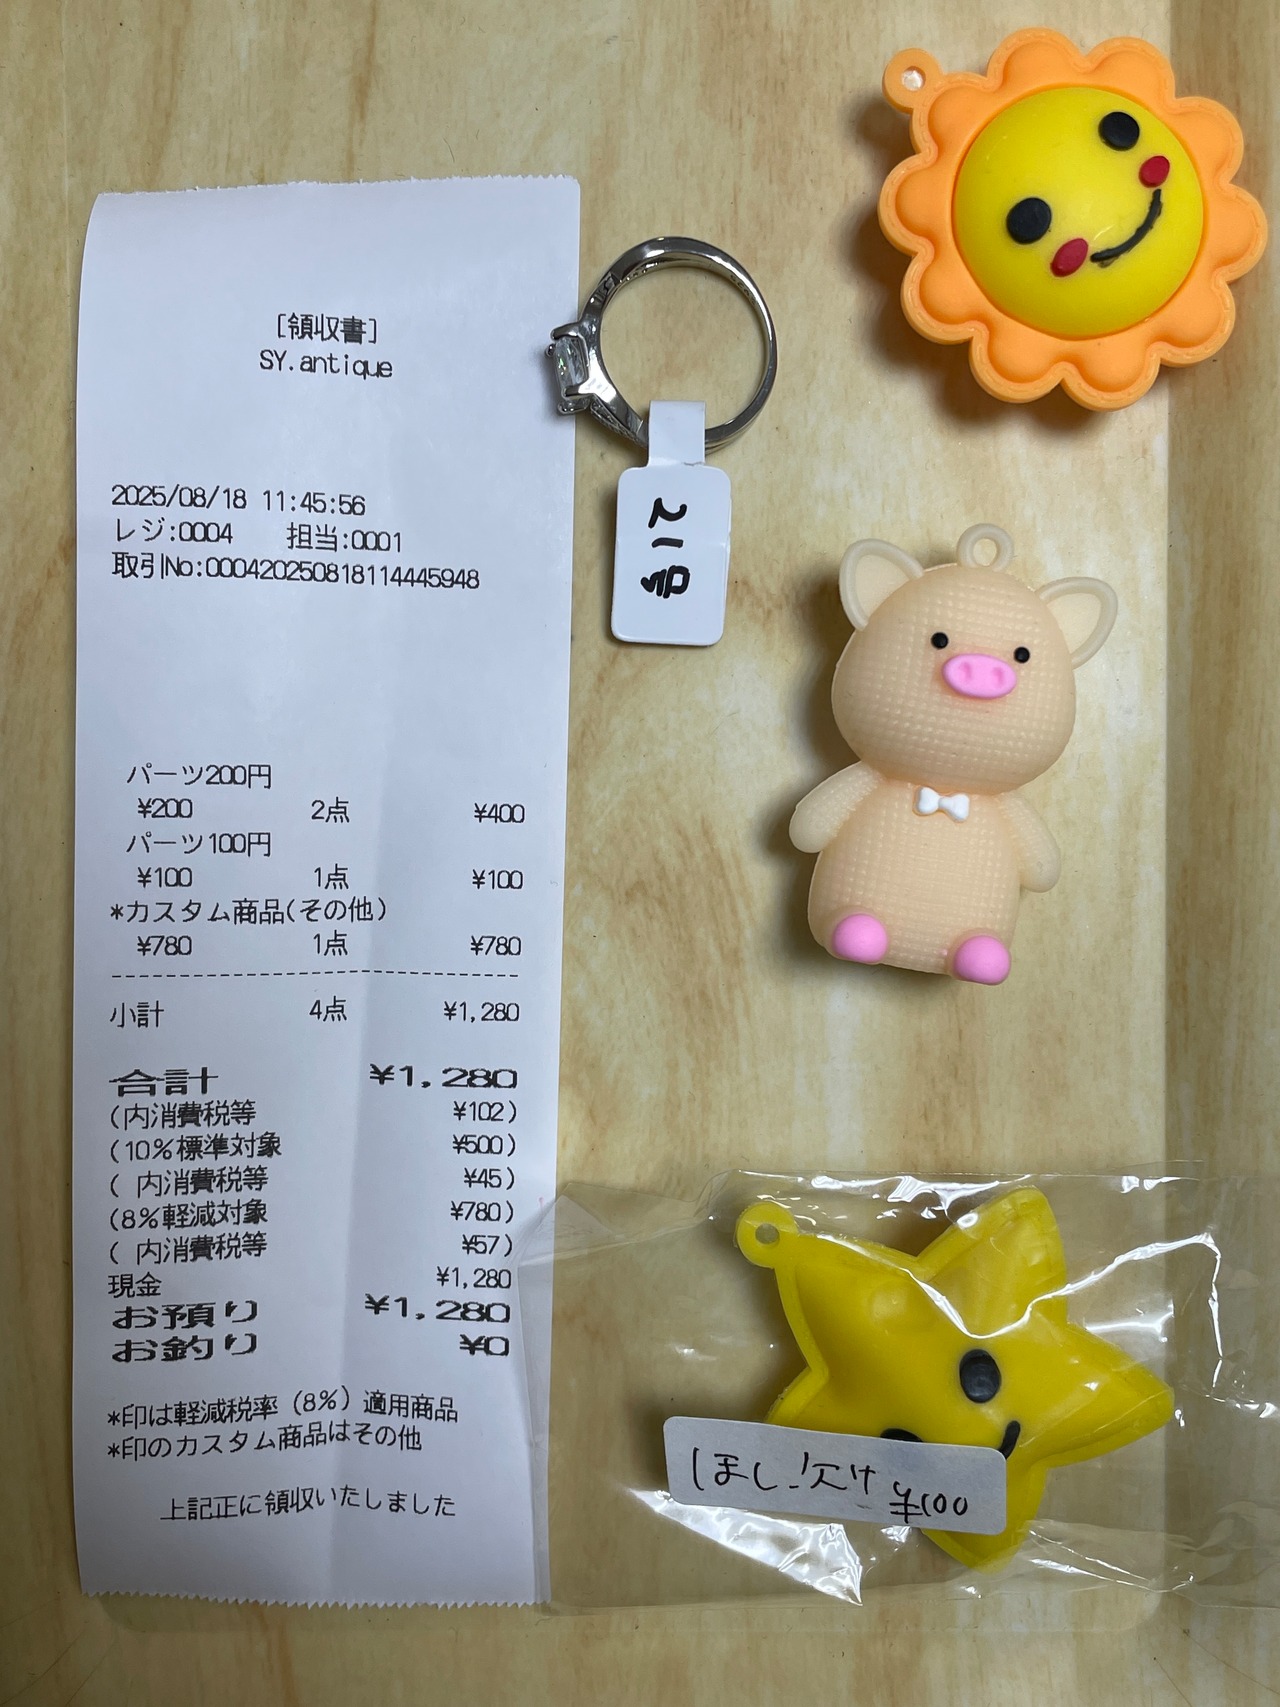 [領収書]
SY.antique
2025/08/18 11:45:56
レジ:0004 担当:0001
取引No:000420250818114445948
パーツ200円
¥200 2点 ¥400
パーツ100円
¥100 1点 ¥100
*カスタム商品(その他)
¥780 1点 ¥780
小計 4点 ¥1,280
合計 ¥1,280
(内消費税等 ¥102)
(10%標準対象 ¥500)
( 内消費税等 ¥45)
(8%軽減対象 ¥780)
( 内消費税等 ¥57)
現金 ¥1,280
お預り ¥1,280
お釣り ¥0
*印は軽減税率(8%)適用商品
*印のカスタム商品はその他
上記正に領収いたしました
21号
ほし.欠け ¥100